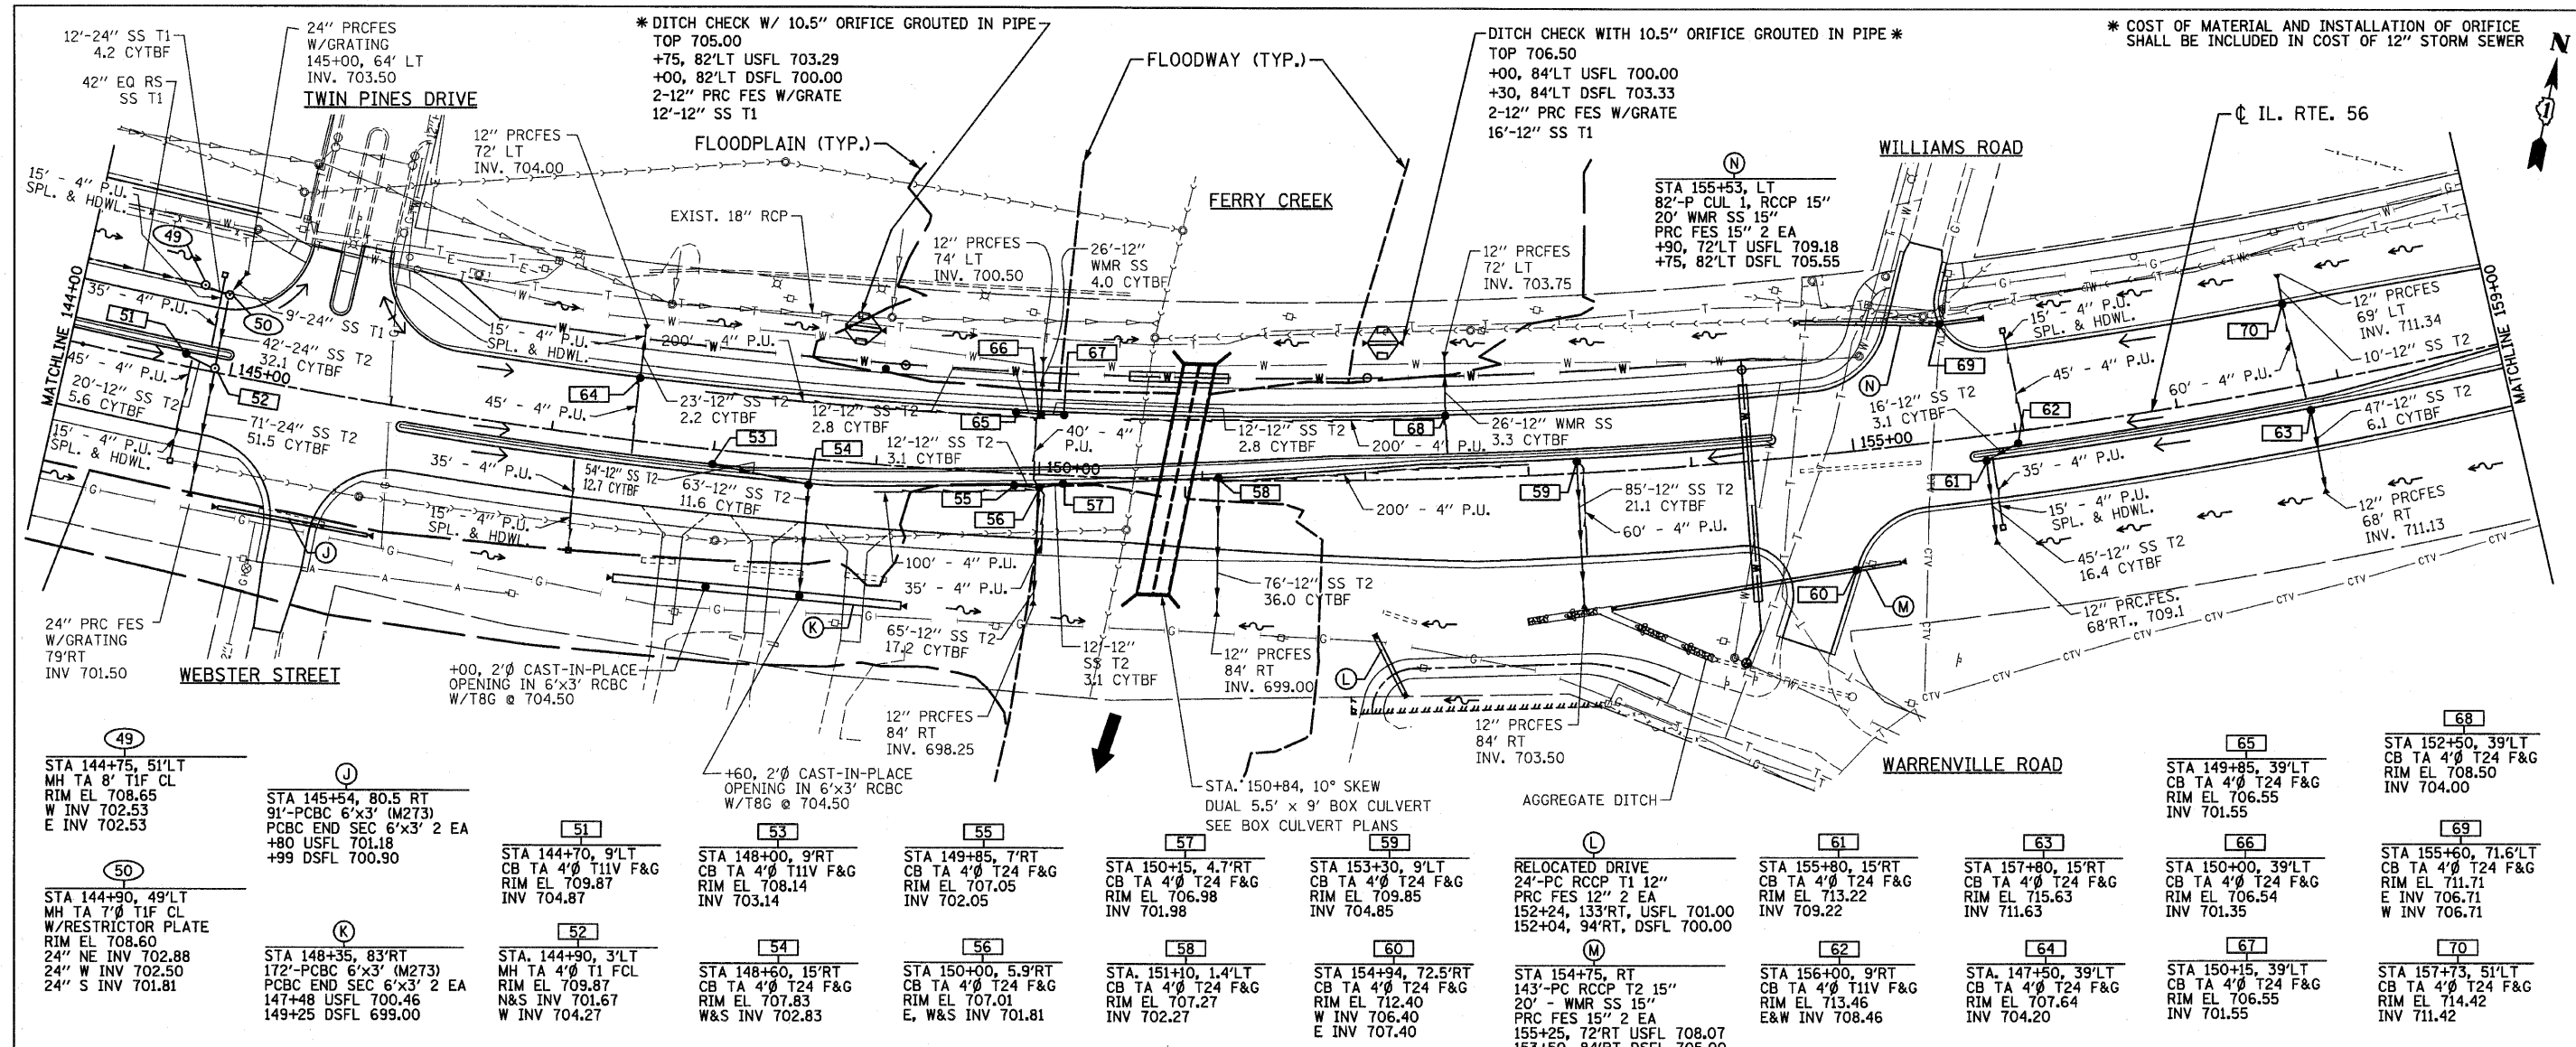 12'-24" SS T1
4.2 CYTBF
42" EQ RS
SS T1
24" PRCFES
W/GRATING
145+00, 64' LT
INV. 703.50
TWIN PINES DRIVE
* DITCH CHECK W/ 10.5" ORIFICE GROUTED IN PIPE
TOP 705.00
+75, 82'LT USFL 703.29
+00, 82'LT DSFL 700.00
2-12" PRC FES W/GRATE
12'-12" SS T1
FLOODPLAIN (TYP.)
FLOODWAY (TYP.)
DITCH CHECK WITH 10.5" ORIFICE GROUTED IN PIPE *
TOP 706.50
+00, 84'LT USFL 700.00
+30, 84'LT DSFL 703.33
2-12" PRC FES W/GRATE
16'-12" SS T1
* COST OF MATERIAL AND INSTALLATION OF ORIFICE
SHALL BE INCLUDED IN COST OF 12" STORM SEWER
N
1
℄ IL. RTE. 56
12" PRCFES
72' LT
INV. 704.00
EXIST. 18" RCP
12" PRCFES
74' LT
INV. 700.50
26'-12"
WMR SS
4.0 CYTBF
FERRY CREEK
12" PRCFES
72' LT
INV. 703.75
N
STA 155+53, LT
82'-P CUL 1, RCCP 15"
20' WMR SS 15"
PRC FES 15" 2 EA
+90, 72'LT USFL 709.18
+75, 82'LT DSFL 705.55
WILLIAMS ROAD
15' - 4" P.U.
SPL. & HDWL.
49
MATCHLINE 144+00
35' - 4" P.U.
51
50
9'-24" SS T1
42'-24" SS T2
32.1 CYTBF
45' - 4" P.U.
20'-12" SS T2
5.6 CYTBF
145+00
52
71'-24" SS T2
51.5 CYTBF
15' - 4" P.U.
SPL. & HDWL.
15' - 4" P.U.
SPL. & HDWL.
200' - 4" P.U.
64
45' - 4" P.U.
23'-12" SS T2
2.2 CYTBF
12'-12" SS T2
2.8 CYTBF
66
67
65
53
54
12'-12" SS T2
3.1 CYTBF
40' - 4"
P.U.
150+00
35' - 4" P.U.
54'-12" SS T2
12.7 CYTBF
63'-12" SS T2
11.6 CYTBF
15' - 4" P.U.
SPL. & HDWL.
55
56
57
58
12'-12" SS T2
2.8 CYTBF
200' - 4" P.U.
68
26'-12" WMR SS
3.3 CYTBF
59
200' - 4" P.U.
85'-12" SS T2
21.1 CYTBF
60' - 4" P.U.
155+00
N
69
15' - 4" P.U.
SPL. & HDWL.
45' - 4" P.U.
16'-12" SS T2
3.1 CYTBF
62
61
35' - 4" P.U.
15' - 4" P.U.
SPL. & HDWL.
45'-12" SS T2
16.4 CYTBF
60' - 4" P.U.
70
12" PRCFES
69' LT
INV. 711.34
10'-12" SS T2
47'-12" SS T2
6.1 CYTBF
63
12" PRCFES
68' RT
INV. 711.13
MATCHLINE 159+00
12" PRC.FES.
68'RT., 709.1
CTV
60
M
J
24" PRC FES
W/GRATING
79'RT
INV 701.50
WEBSTER STREET
+00, 2'Ø CAST-IN-PLACE
OPENING IN 6'x3' RCBC
W/T8G @ 704.50
K
100' - 4" P.U.
35' - 4" P.U.
65'-12" SS T2
17.2 CYTBF
12'-12"
SS T2
3.1 CYTBF
76'-12" SS T2
36.0 CYTBF
12" PRCFES
84' RT
INV. 699.00
12" PRCFES
84' RT
INV. 698.25
+60, 2'Ø CAST-IN-PLACE
OPENING IN 6'x3' RCBC
W/T8G @ 704.50
STA. 150+84, 10° SKEW
DUAL 5.5' x 9' BOX CULVERT
SEE BOX CULVERT PLANS
L
12" PRCFES
84' RT
INV. 703.50
AGGREGATE DITCH
WARRENVILLE ROAD
49
STA 144+75, 51'LT
MH TA 8' T1F CL
RIM EL 708.65
W INV 702.53
E INV 702.53
50
STA 144+90, 49'LT
MH TA 7'Ø T1F CL
W/RESTRICTOR PLATE
RIM EL 708.60
24" NE INV 702.88
24" W INV 702.50
24" S INV 701.81
J
STA 145+54, 80.5 RT
91'-PCBC 6'x3' (M273)
PCBC END SEC 6'x3' 2 EA
+80 USFL 701.18
+99 DSFL 700.90
K
STA 148+35, 83'RT
172'-PCBC 6'x3' (M273)
PCBC END SEC 6'x3' 2 EA
147+48 USFL 700.46
149+25 DSFL 699.00
51
STA 144+70, 9'LT
CB TA 4'Ø T11V F&G
RIM EL 709.87
INV 704.87
52
STA. 144+90, 3'LT
MH TA 4'Ø T1 FCL
RIM EL 709.87
N&S INV 701.67
W INV 704.27
53
STA 148+00, 9'RT
CB TA 4'Ø T11V F&G
RIM EL 708.14
INV 703.14
54
STA 148+60, 15'RT
CB TA 4'Ø T24 F&G
RIM EL 707.83
W&S INV 702.83
55
STA 149+85, 7'RT
CB TA 4'Ø T24 F&G
RIM EL 707.05
INV 702.05
56
STA 150+00, 5.9'RT
CB TA 4'Ø T24 F&G
RIM EL 707.01
E, W&S INV 701.81
57
STA 150+15, 4.7'RT
CB TA 4'Ø T24 F&G
RIM EL 706.98
INV 701.98
58
STA. 151+10, 1.4'LT
CB TA 4'Ø T24 F&G
RIM EL 707.27
INV 702.27
59
STA 153+30, 9'LT
CB TA 4'Ø T24 F&G
RIM EL 709.85
INV 704.85
60
STA 154+94, 72.5'RT
CB TA 4'Ø T24 F&G
RIM EL 712.40
W INV 706.40
E INV 707.40
L
RELOCATED DRIVE
24'-PC RCCP T1 12"
PRC FES 12" 2 EA
152+24, 133'RT, USFL 701.00
152+04, 94'RT, DSFL 700.00
M
STA 154+75, RT
143'-PC RCCP T2 15"
20' - WMR SS 15"
PRC FES 15" 2 EA
155+25, 72'RT USFL 708.07
153+50, 84'RT DSFL 705.00
61
STA 155+80, 15'RT
CB TA 4'Ø T24 F&G
RIM EL 713.22
INV 709.22
62
STA 156+00, 9'RT
CB TA 4'Ø T11V F&G
RIM EL 713.46
E&W INV 708.46
63
STA 157+80, 15'RT
CB TA 4'Ø T24 F&G
RIM EL 715.63
INV 711.63
64
STA. 147+50, 39'LT
CB TA 4'Ø T24 F&G
RIM EL 707.64
INV 704.20
65
STA 149+85, 39'LT
CB TA 4'Ø T24 F&G
RIM EL 706.55
INV 701.55
66
STA 150+00, 39'LT
CB TA 4'Ø T24 F&G
RIM EL 706.54
INV 701.35
67
STA 150+15, 39'LT
CB TA 4'Ø T24 F&G
RIM EL 706.55
INV 701.55
68
STA 152+50, 39'LT
CB TA 4'Ø T24 F&G
RIM EL 708.50
INV 704.00
69
STA 155+60, 71.6'LT
CB TA 4'Ø T24 F&G
RIM EL 711.71
E INV 706.71
W INV 706.71
70
STA 157+73, 51'LT
CB TA 4'Ø T24 F&G
RIM EL 714.42
INV 711.42